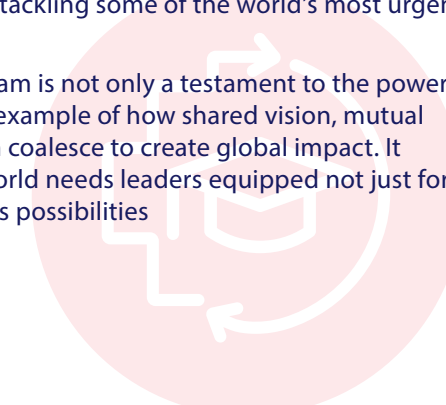 tackling some of the world's most urgen
am is not only a testament to the power
example of how shared vision, mutual
coalesce to create global impact. It
orld needs leaders equipped not just for
s possibilities